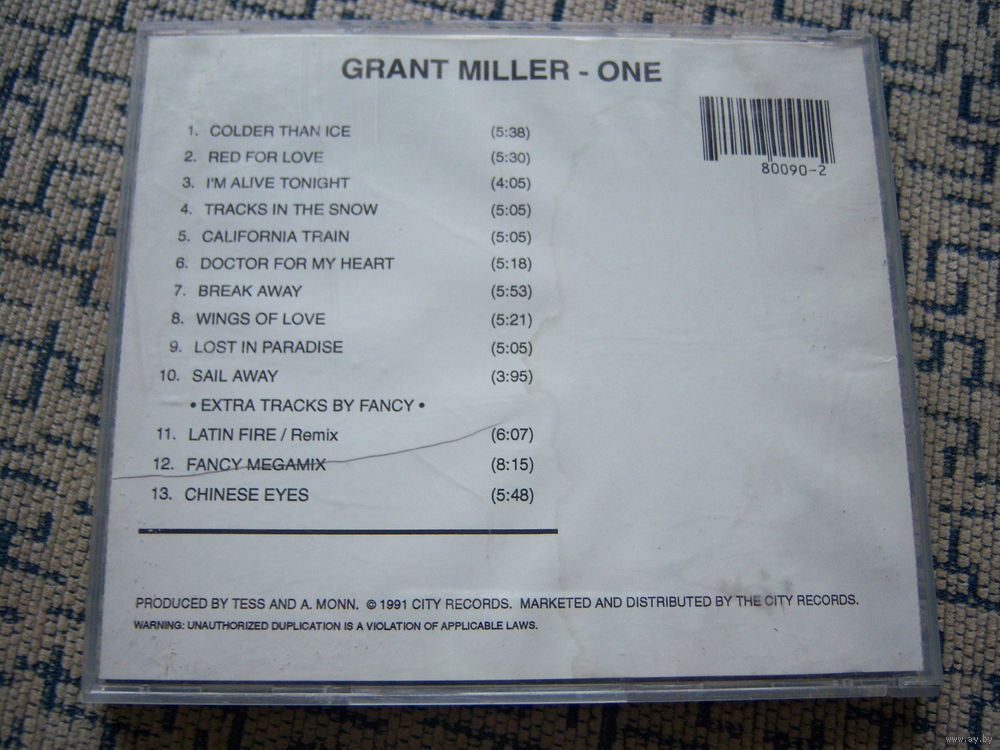 GRANT MILLER - ONE
80090-2
1. COLDER THAN ICE (5:38)
2. RED FOR LOVE (5:30)
3. I'M ALIVE TONIGHT (4:05)
4. TRACKS IN THE SNOW (5:05)
5. CALIFORNIA TRAIN (5:05)
6. DOCTOR FOR MY HEART (5:18)
7. BREAK AWAY (5:53)
8. WINGS OF LOVE (5:21)
9. LOST IN PARADISE (5:05)
10. SAIL AWAY (3:95)
• EXTRA TRACKS BY FANCY •
11. LATIN FIRE / Remix (6:07)
12. FANCY MEGAMIX (8:15)
13. CHINESE EYES (5:48)
PRODUCED BY TESS AND A. MONN. © 1991 CITY RECORDS. MARKETED AND DISTRIBUTED BY THE CITY RECORDS.
WARNING: UNAUTHORIZED DUPLICATION IS A VIOLATION OF APPLICABLE LAWS.
www.ay.by